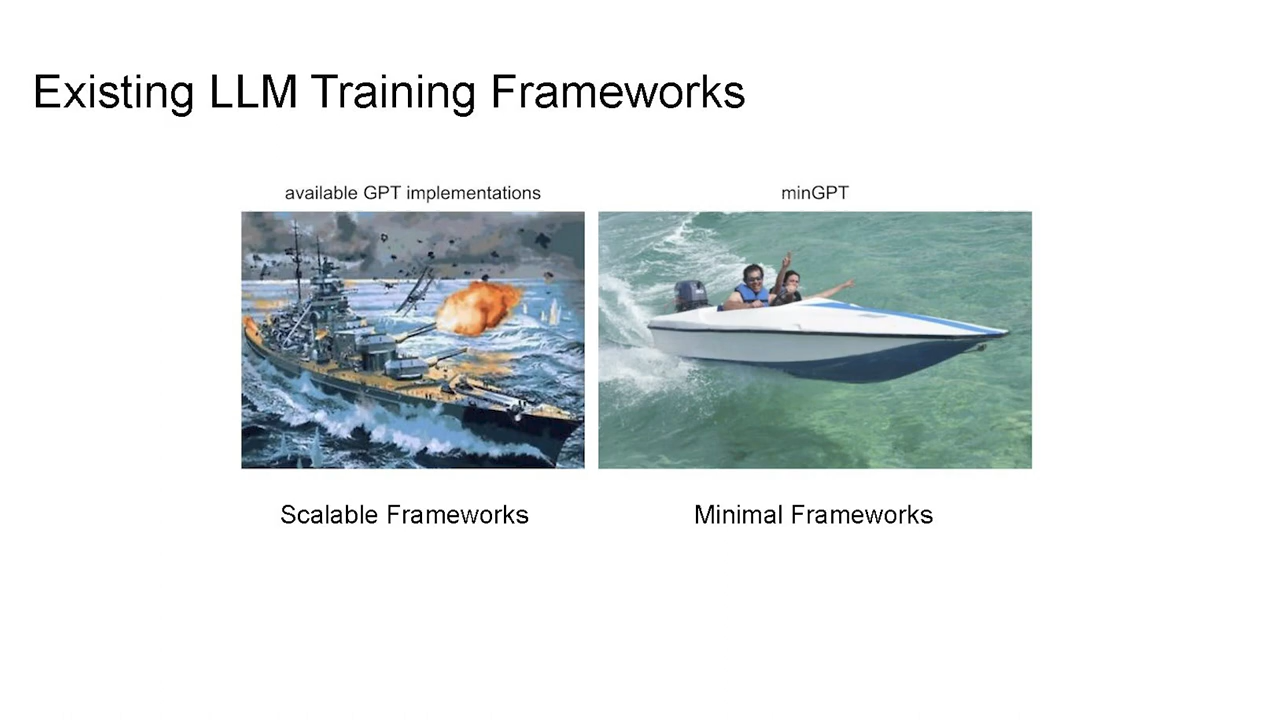 Existing LLM Training Frameworks
available GPT implementations
minGPT
Scalable Frameworks
Minimal Frameworks